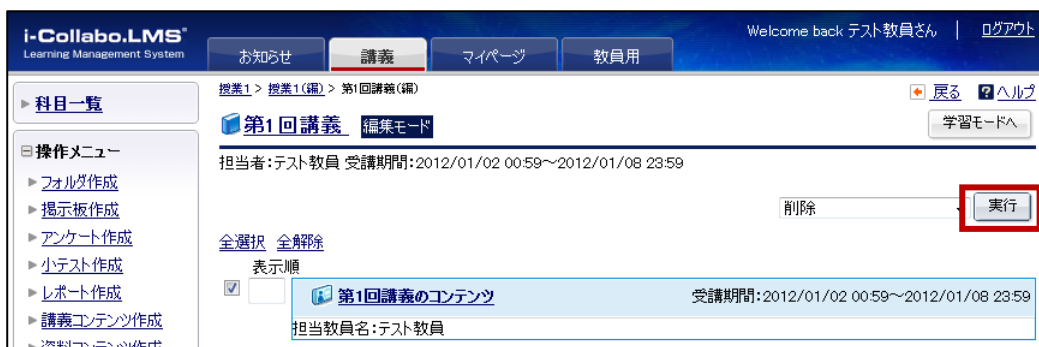 i-Collabo.LMS
Learning Management System
Welcome back テスト教員さん | ログアウト
お知らせ 講義 マイページ 教員用
科目一覧
操作メニュー
フォルダ作成
掲示板作成
アンケート作成
小テスト作成
レポート作成
講義コンテンツ作成
資料コンテンツ作成
授業1 > 授業1(編) > 第1回講義(編)
戻る ヘルプ
第1回講義 編集モード
学習モードへ
担当者:テスト教員 受講期間:2012/01/02 00:59～2012/01/08 23:59
削除 実行
全選択 全解除
表示順
第1回講義のコンテンツ 受講期間:2012/01/02 00:59～2012/01/08 23:59
担当教員名:テスト教員